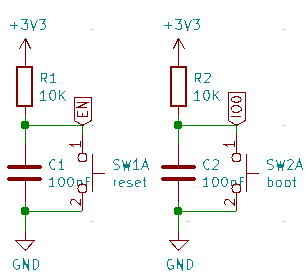 +3V3 +3V3
R1 R2
10K 10K
EN IO0
1 1
C1 SW1A C2 SW2A
100nF reset 100nF boot
2 2
GND GND